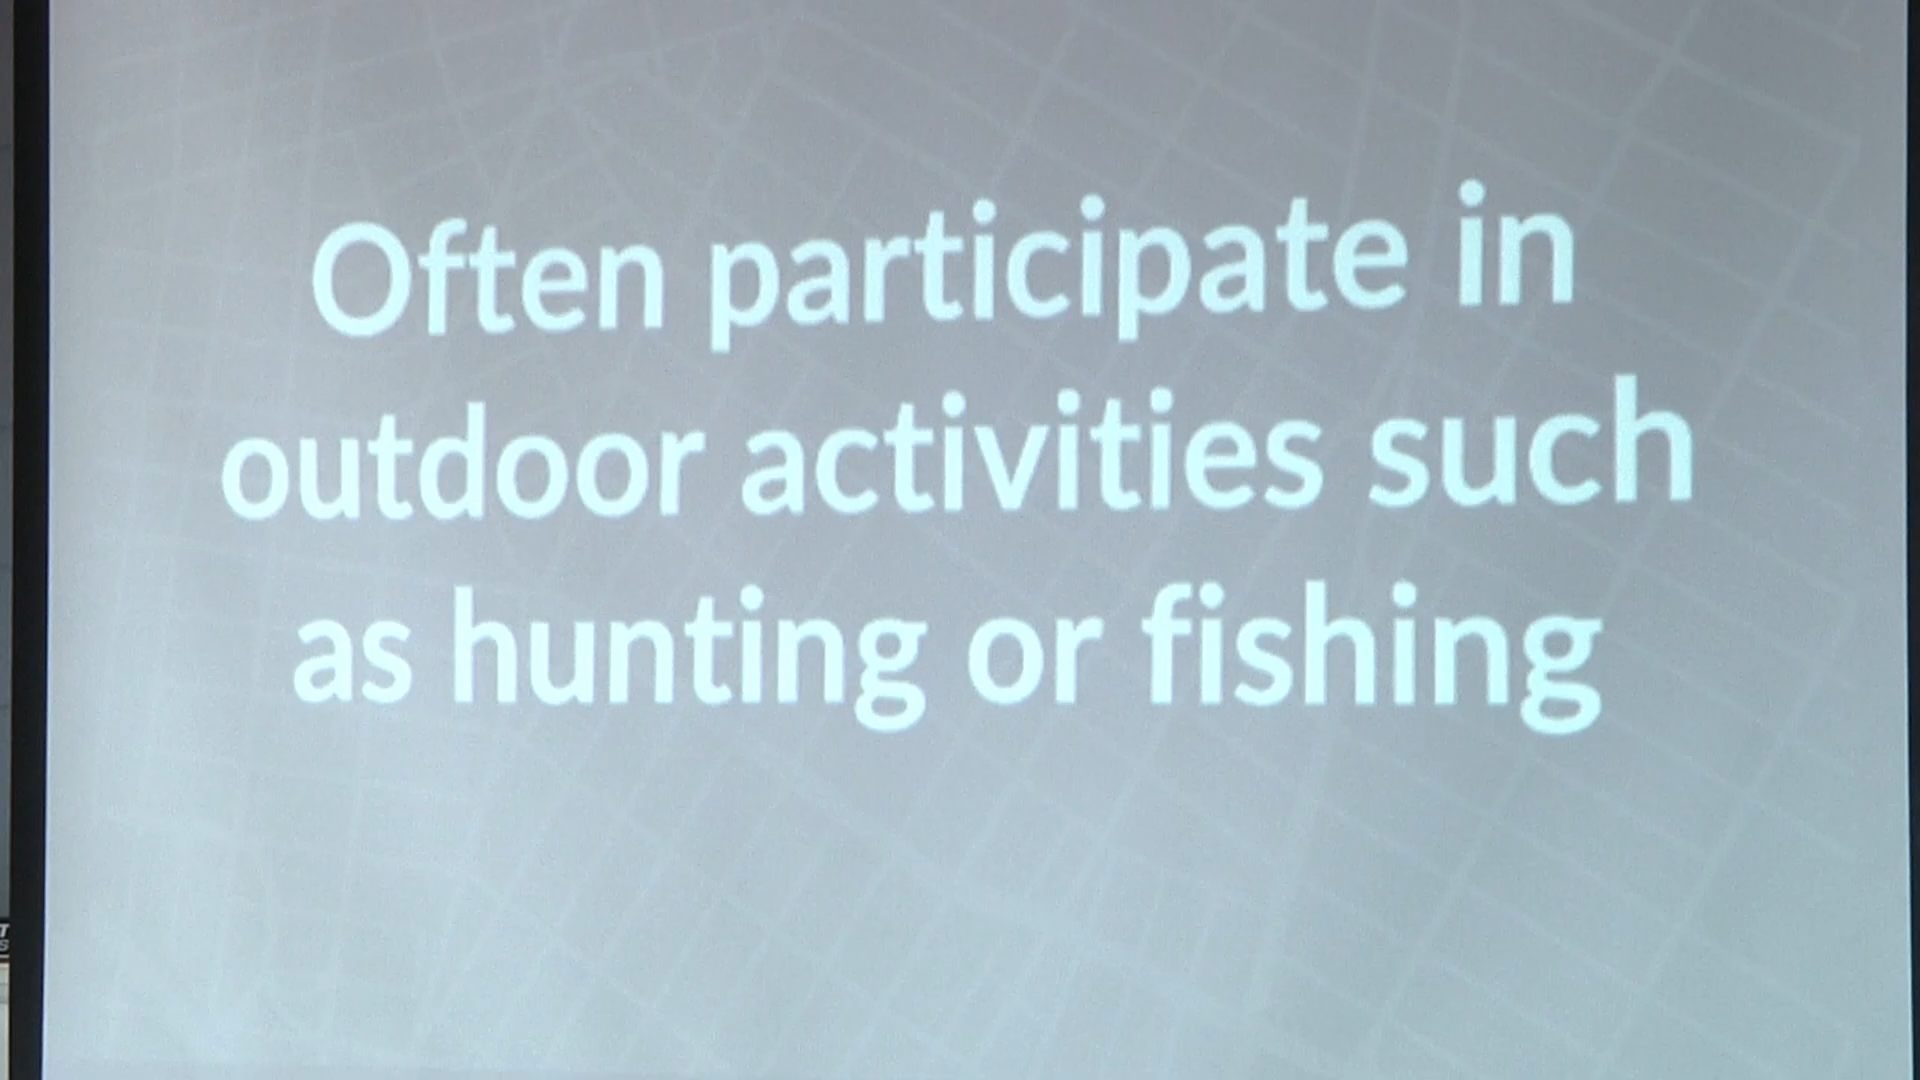 Often participate in
outdoor activities such
as hunting or fishing